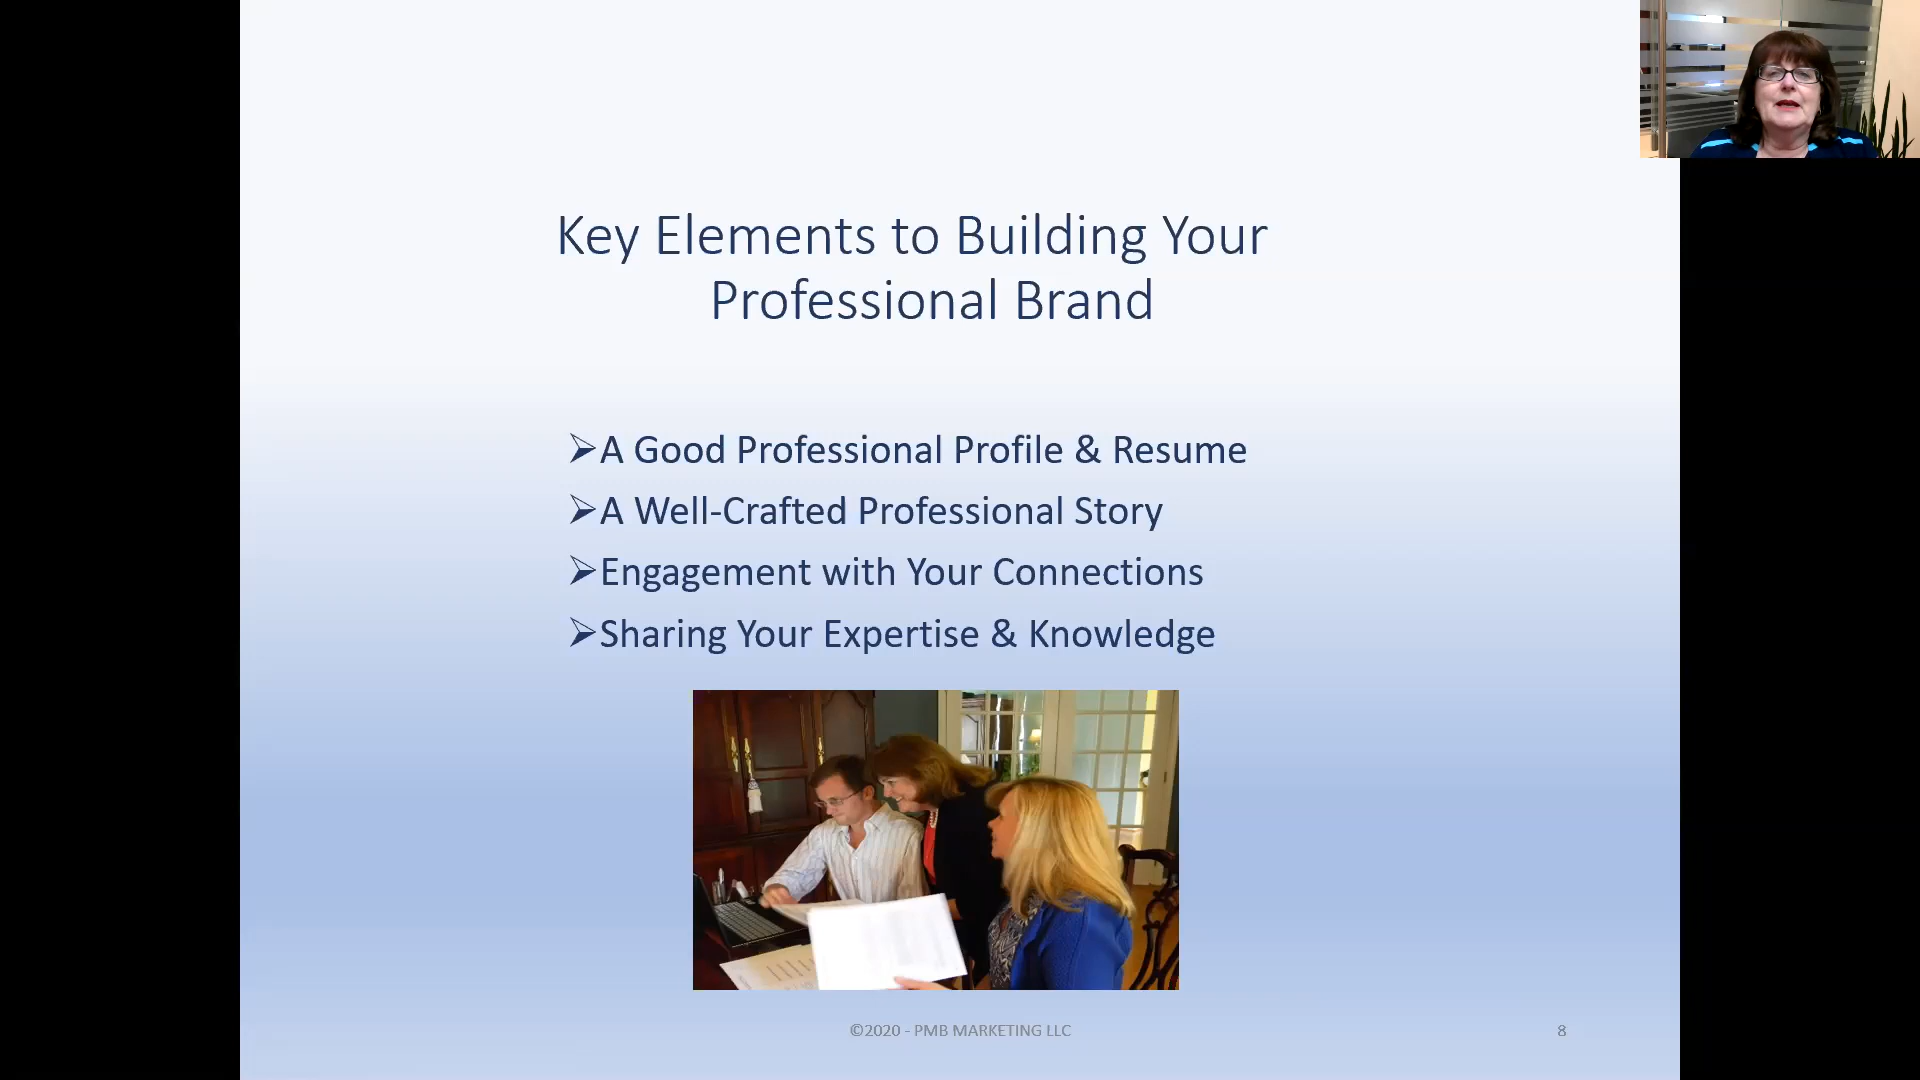 Key Elements to Building Your
Professional Brand
➢A Good Professional Profile & Resume
➢A Well-Crafted Professional Story
➢Engagement with Your Connections
➢Sharing Your Expertise & Knowledge
©2020 - PMB MARKETING LLC
8